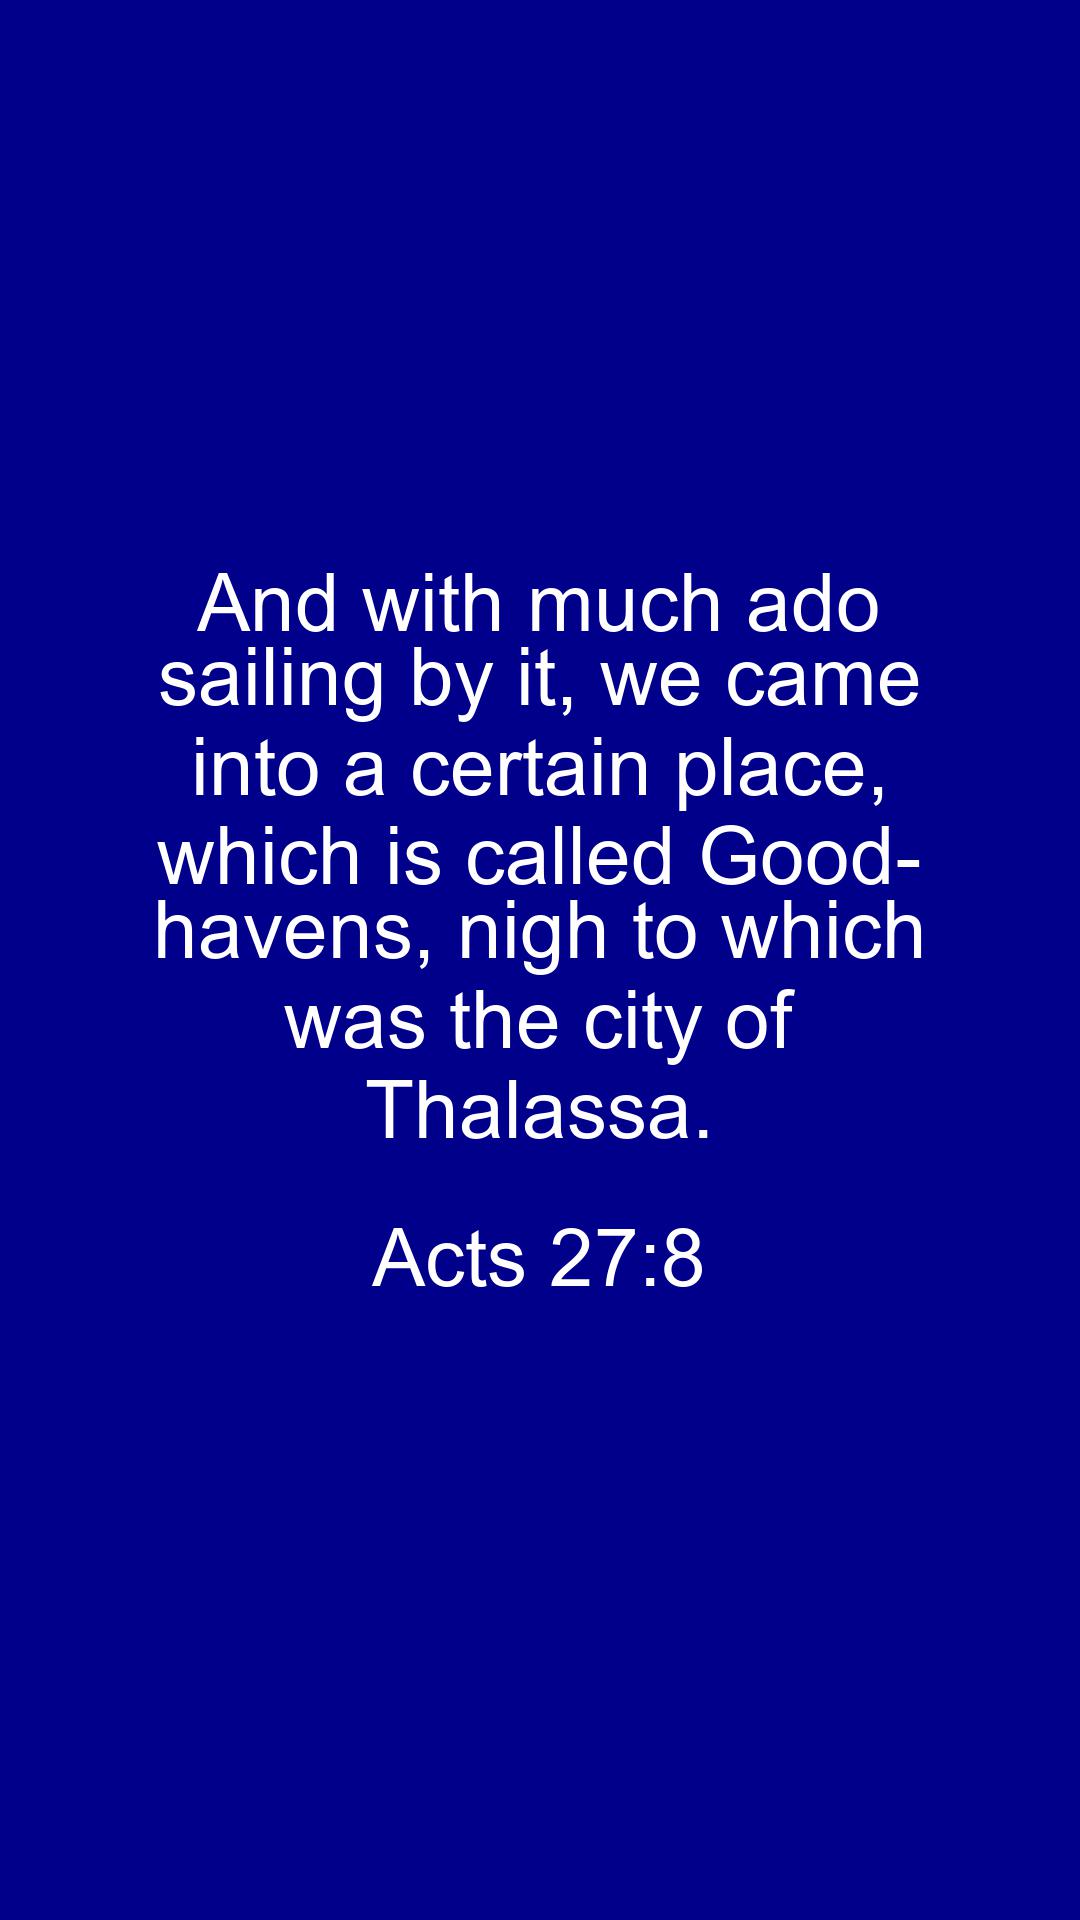 And with much ado
sailing by it, we came
into a certain place,
which is called Good-
havens, nigh to which
was the city of
Thalassa.
Acts 27:8